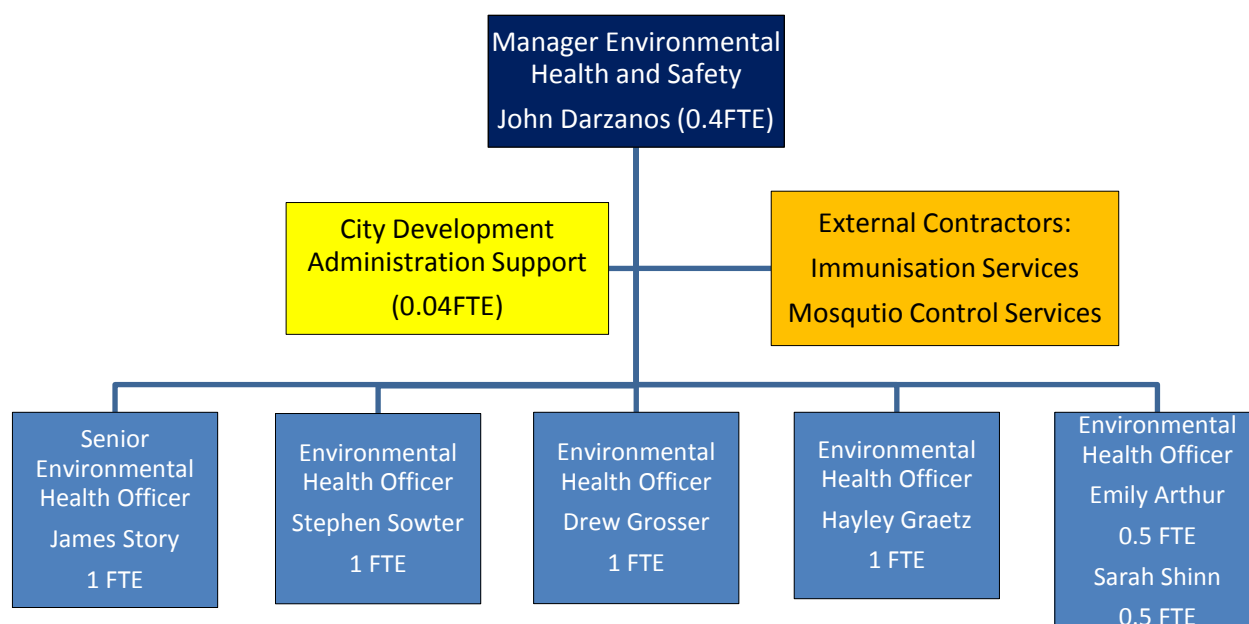 Manager Environmental
Health and Safety
John Darzanos (0.4FTE)
City Development
Administration Support
(0.04FTE)
External Contractors:
Immunisation Services
Mosqutio Control Services
Senior
Environmental
Health Officer
James Story
1 FTE
Environmental
Health Officer
Stephen Sowter
1 FTE
Environmental
Health Officer
Drew Grosser
1 FTE
Environmental
Health Officer
Hayley Graetz
1 FTE
Environmental
Health Officer
Emily Arthur
0.5 FTE
Sarah Shinn
0.5 FTE